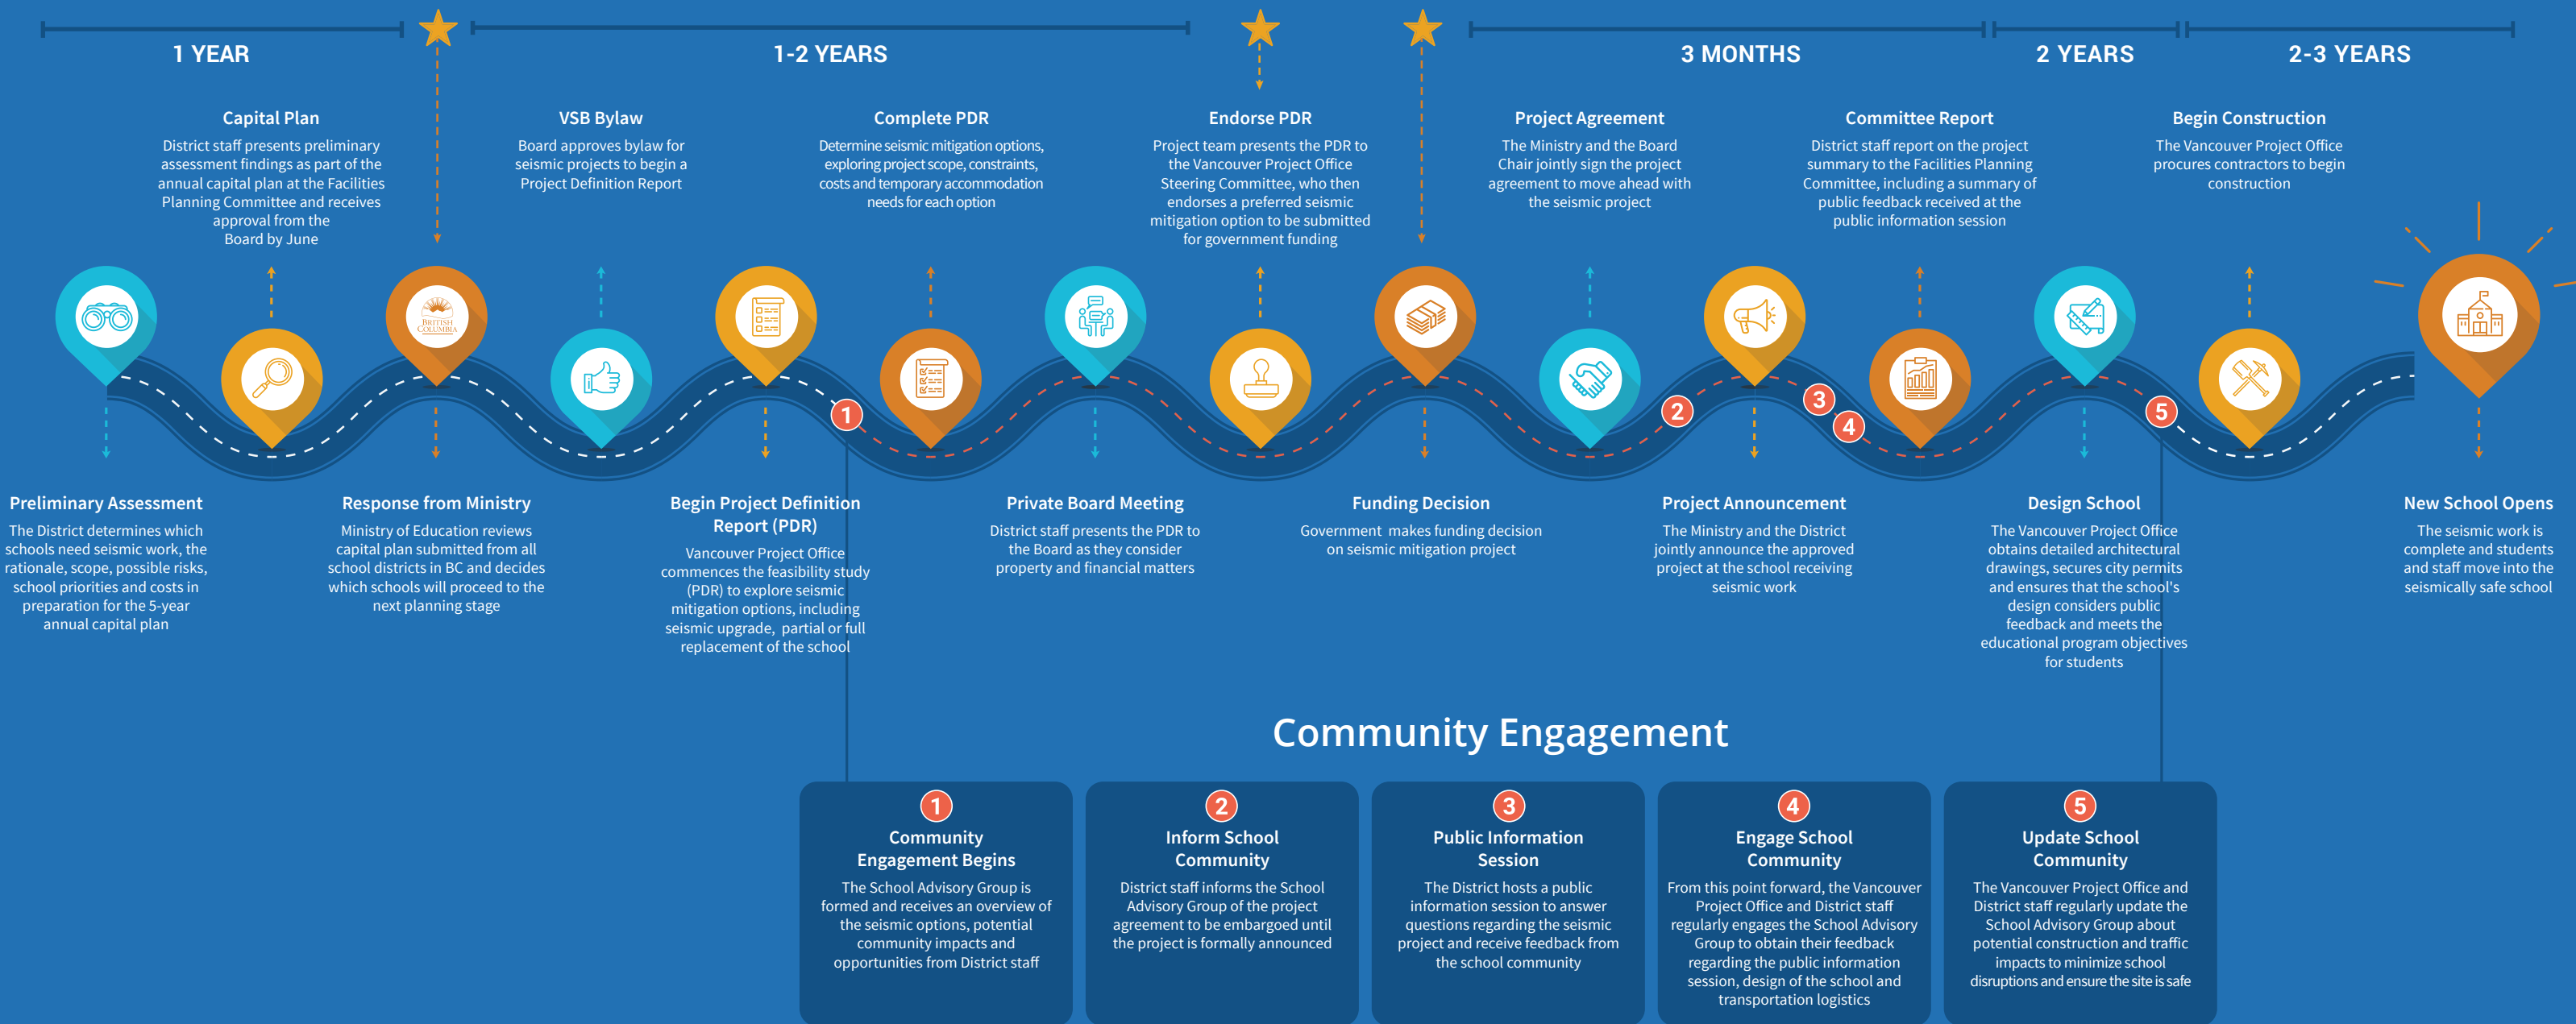 1 YEAR
1-2 YEARS
3 MONTHS
2 YEARS
2-3 YEARS
Capital Plan
District staff presents preliminary
assessment findings as part of the
annual capital plan at the Facilities
Planning Committee and receives
approval from the
Board by June
VSB Bylaw
Board approves bylaw for
seismic projects to begin a
Project Definition Report
Complete PDR
Determine seismic mitigation options,
exploring project scope, constraints,
costs and temporary accommodation
needs for each option
Endorse PDR
Project team presents the PDR to
the Vancouver Project Office
Steering Committee, who then
endorses a preferred seismic
mitigation option to be submitted
for government funding
Project Agreement
The Ministry and the Board
Chair jointly sign the project
agreement to move ahead with
the seismic project
Committee Report
District staff report on the project
summary to the Facilities Planning
Committee, including a summary of
public feedback received at the
public information session
Begin Construction
The Vancouver Project Office
procures contractors to begin
construction
BRITISH
COLUMBIA
1
2
3
4
5
Preliminary Assessment
The District determines which
schools need seismic work, the
rationale, scope, possible risks,
school priorities and costs in
preparation for the 5-year
annual capital plan
Response from Ministry
Ministry of Education reviews
capital plan submitted from all
school districts in BC and decides
which schools will proceed to the
next planning stage
Begin Project Definition
Report (PDR)
Vancouver Project Office
commences the feasibility study
(PDR) to explore seismic
mitigation options, including
seismic upgrade, partial or full
replacement of the school
Private Board Meeting
District staff presents the PDR to
the Board as they consider
property and financial matters
Funding Decision
Government makes funding decision
on seismic mitigation project
Project Announcement
The Ministry and the District
jointly announce the approved
project at the school receiving
seismic work
Design School
The Vancouver Project Office
obtains detailed architectural
drawings, secures city permits
and ensures that the school's
design considers public
feedback and meets the
educational program objectives
for students
New School Opens
The seismic work is
complete and students
and staff move into the
seismically safe school
Community Engagement
1
Community
Engagement Begins
The School Advisory Group is
formed and receives an overview of
the seismic options, potential
community impacts and
opportunities from District staff
2
Inform School
Community
District staff informs the School
Advisory Group of the project
agreement to be embargoed until
the project is formally announced
3
Public Information
Session
The District hosts a public
information session to answer
questions regarding the seismic
project and receive feedback from
the school community
4
Engage School
Community
From this point forward, the Vancouver
Project Office and District staff
regularly engages the School Advisory
Group to obtain their feedback
regarding the public information
session, design of the school and
transportation logistics
5
Update School
Community
The Vancouver Project Office and
District staff regularly update the
School Advisory Group about
potential construction and traffic
impacts to minimize school
disruptions and ensure the site is safe